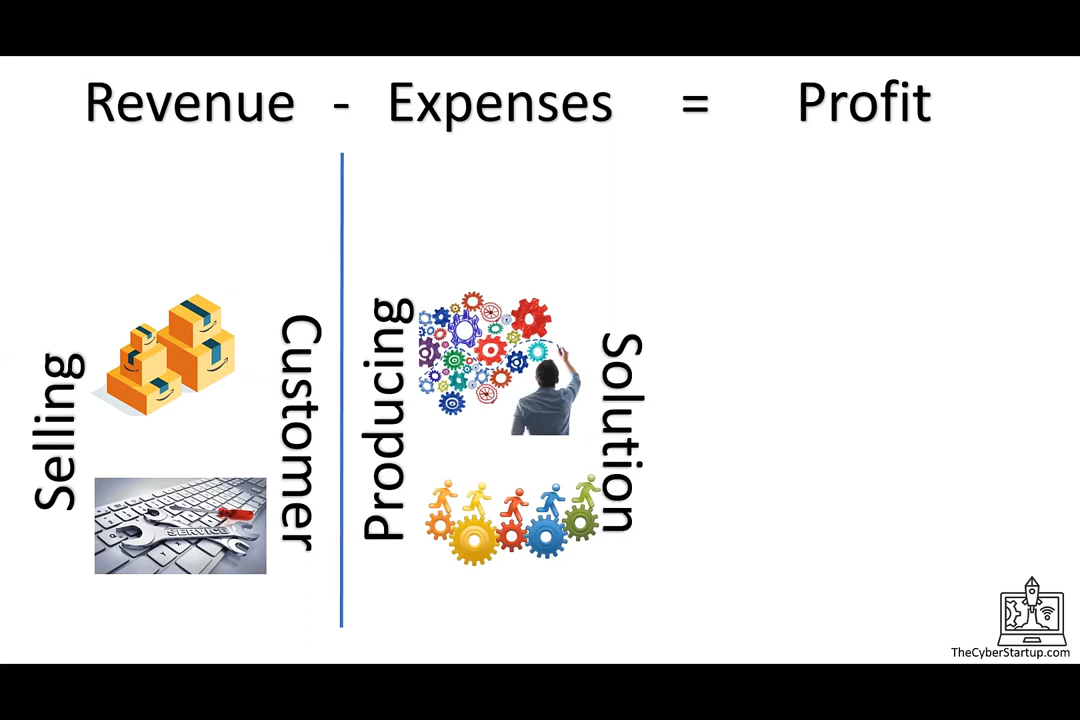 Revenue - Expenses = Profit
Selling
Customer
Producing
Solution
SERVICE
TheCyberStartup.com